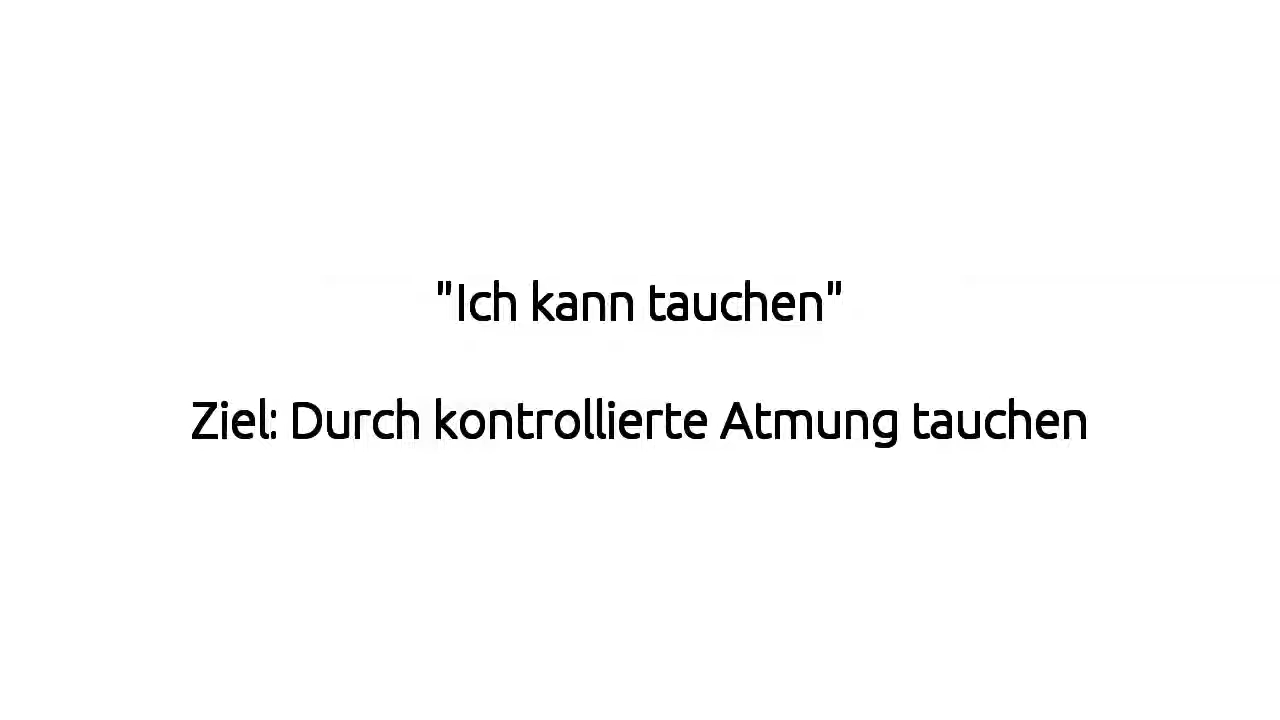 "Ich kann tauchen"
Ziel: Durch kontrollierte Atmung tauchen